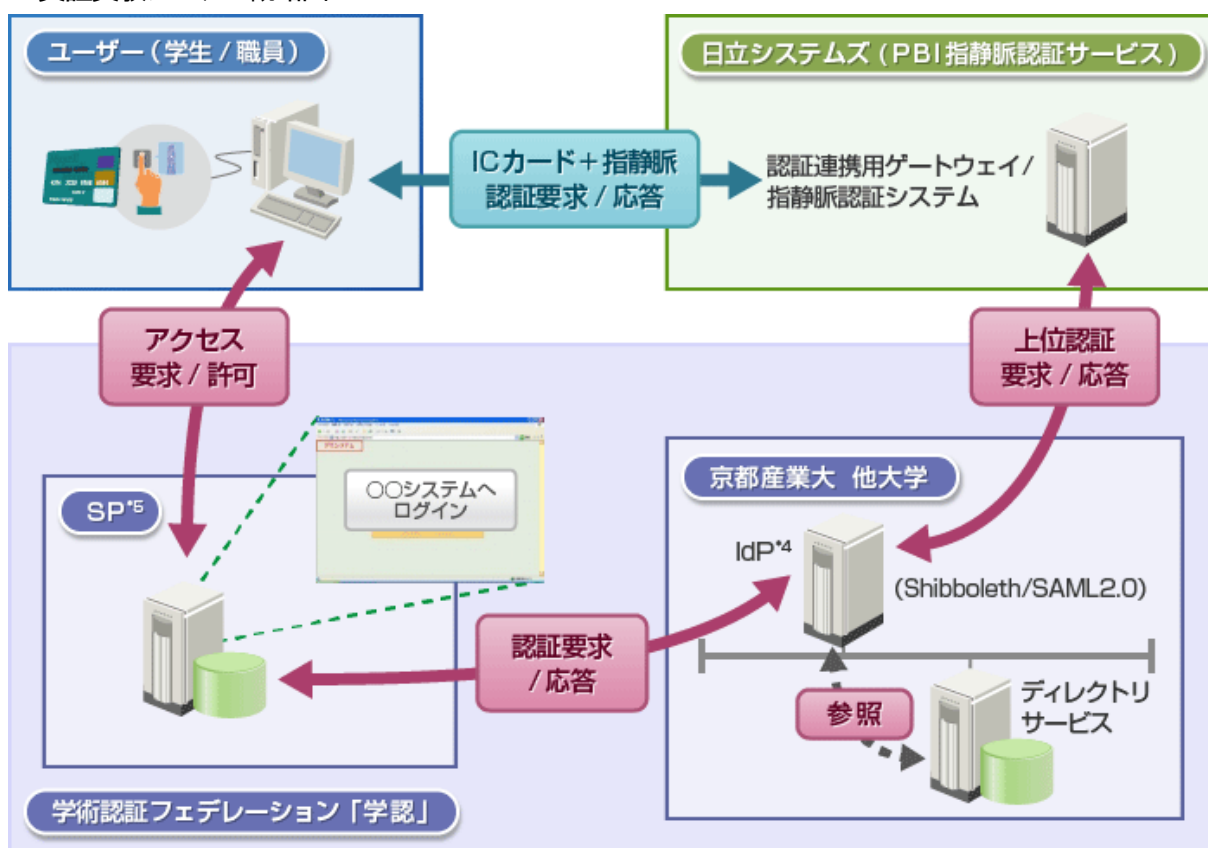 ユーザー（学生 / 職員）
日立システムズ（PBI指静脈認証サービス）
ICカード＋指静脈
認証要求 / 応答
認証連携用ゲートウェイ/
指静脈認証システム
アクセス
要求 / 許可
上位認証
要求 / 応答
SP*5
〇〇システムへ
ログイン
京都産業大 他大学
IdP*4
(Shibboleth/SAML2.0)
認証要求
/ 応答
参照
ディレクトリ
サービス
学術認証フェデレーション「学認」